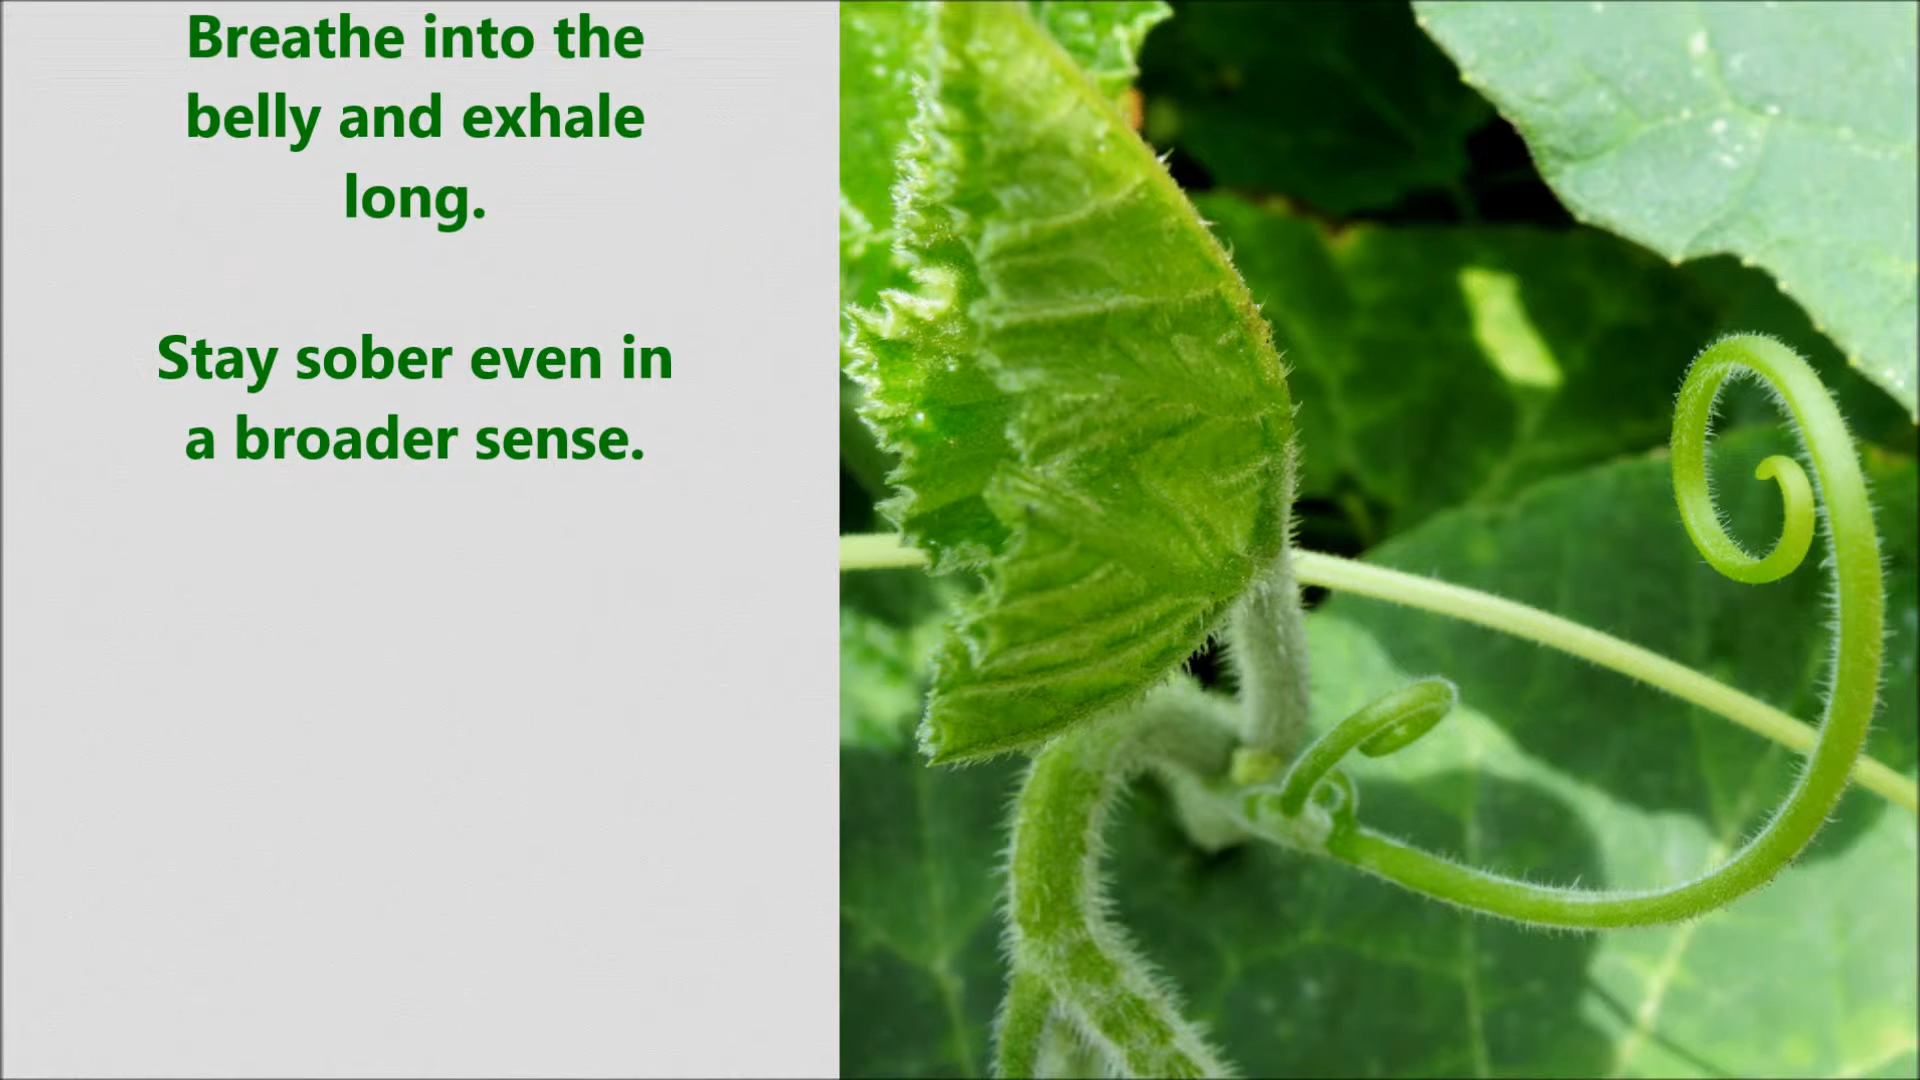 Breathe into the
belly and exhale
long.
Stay sober even in
a broader sense.